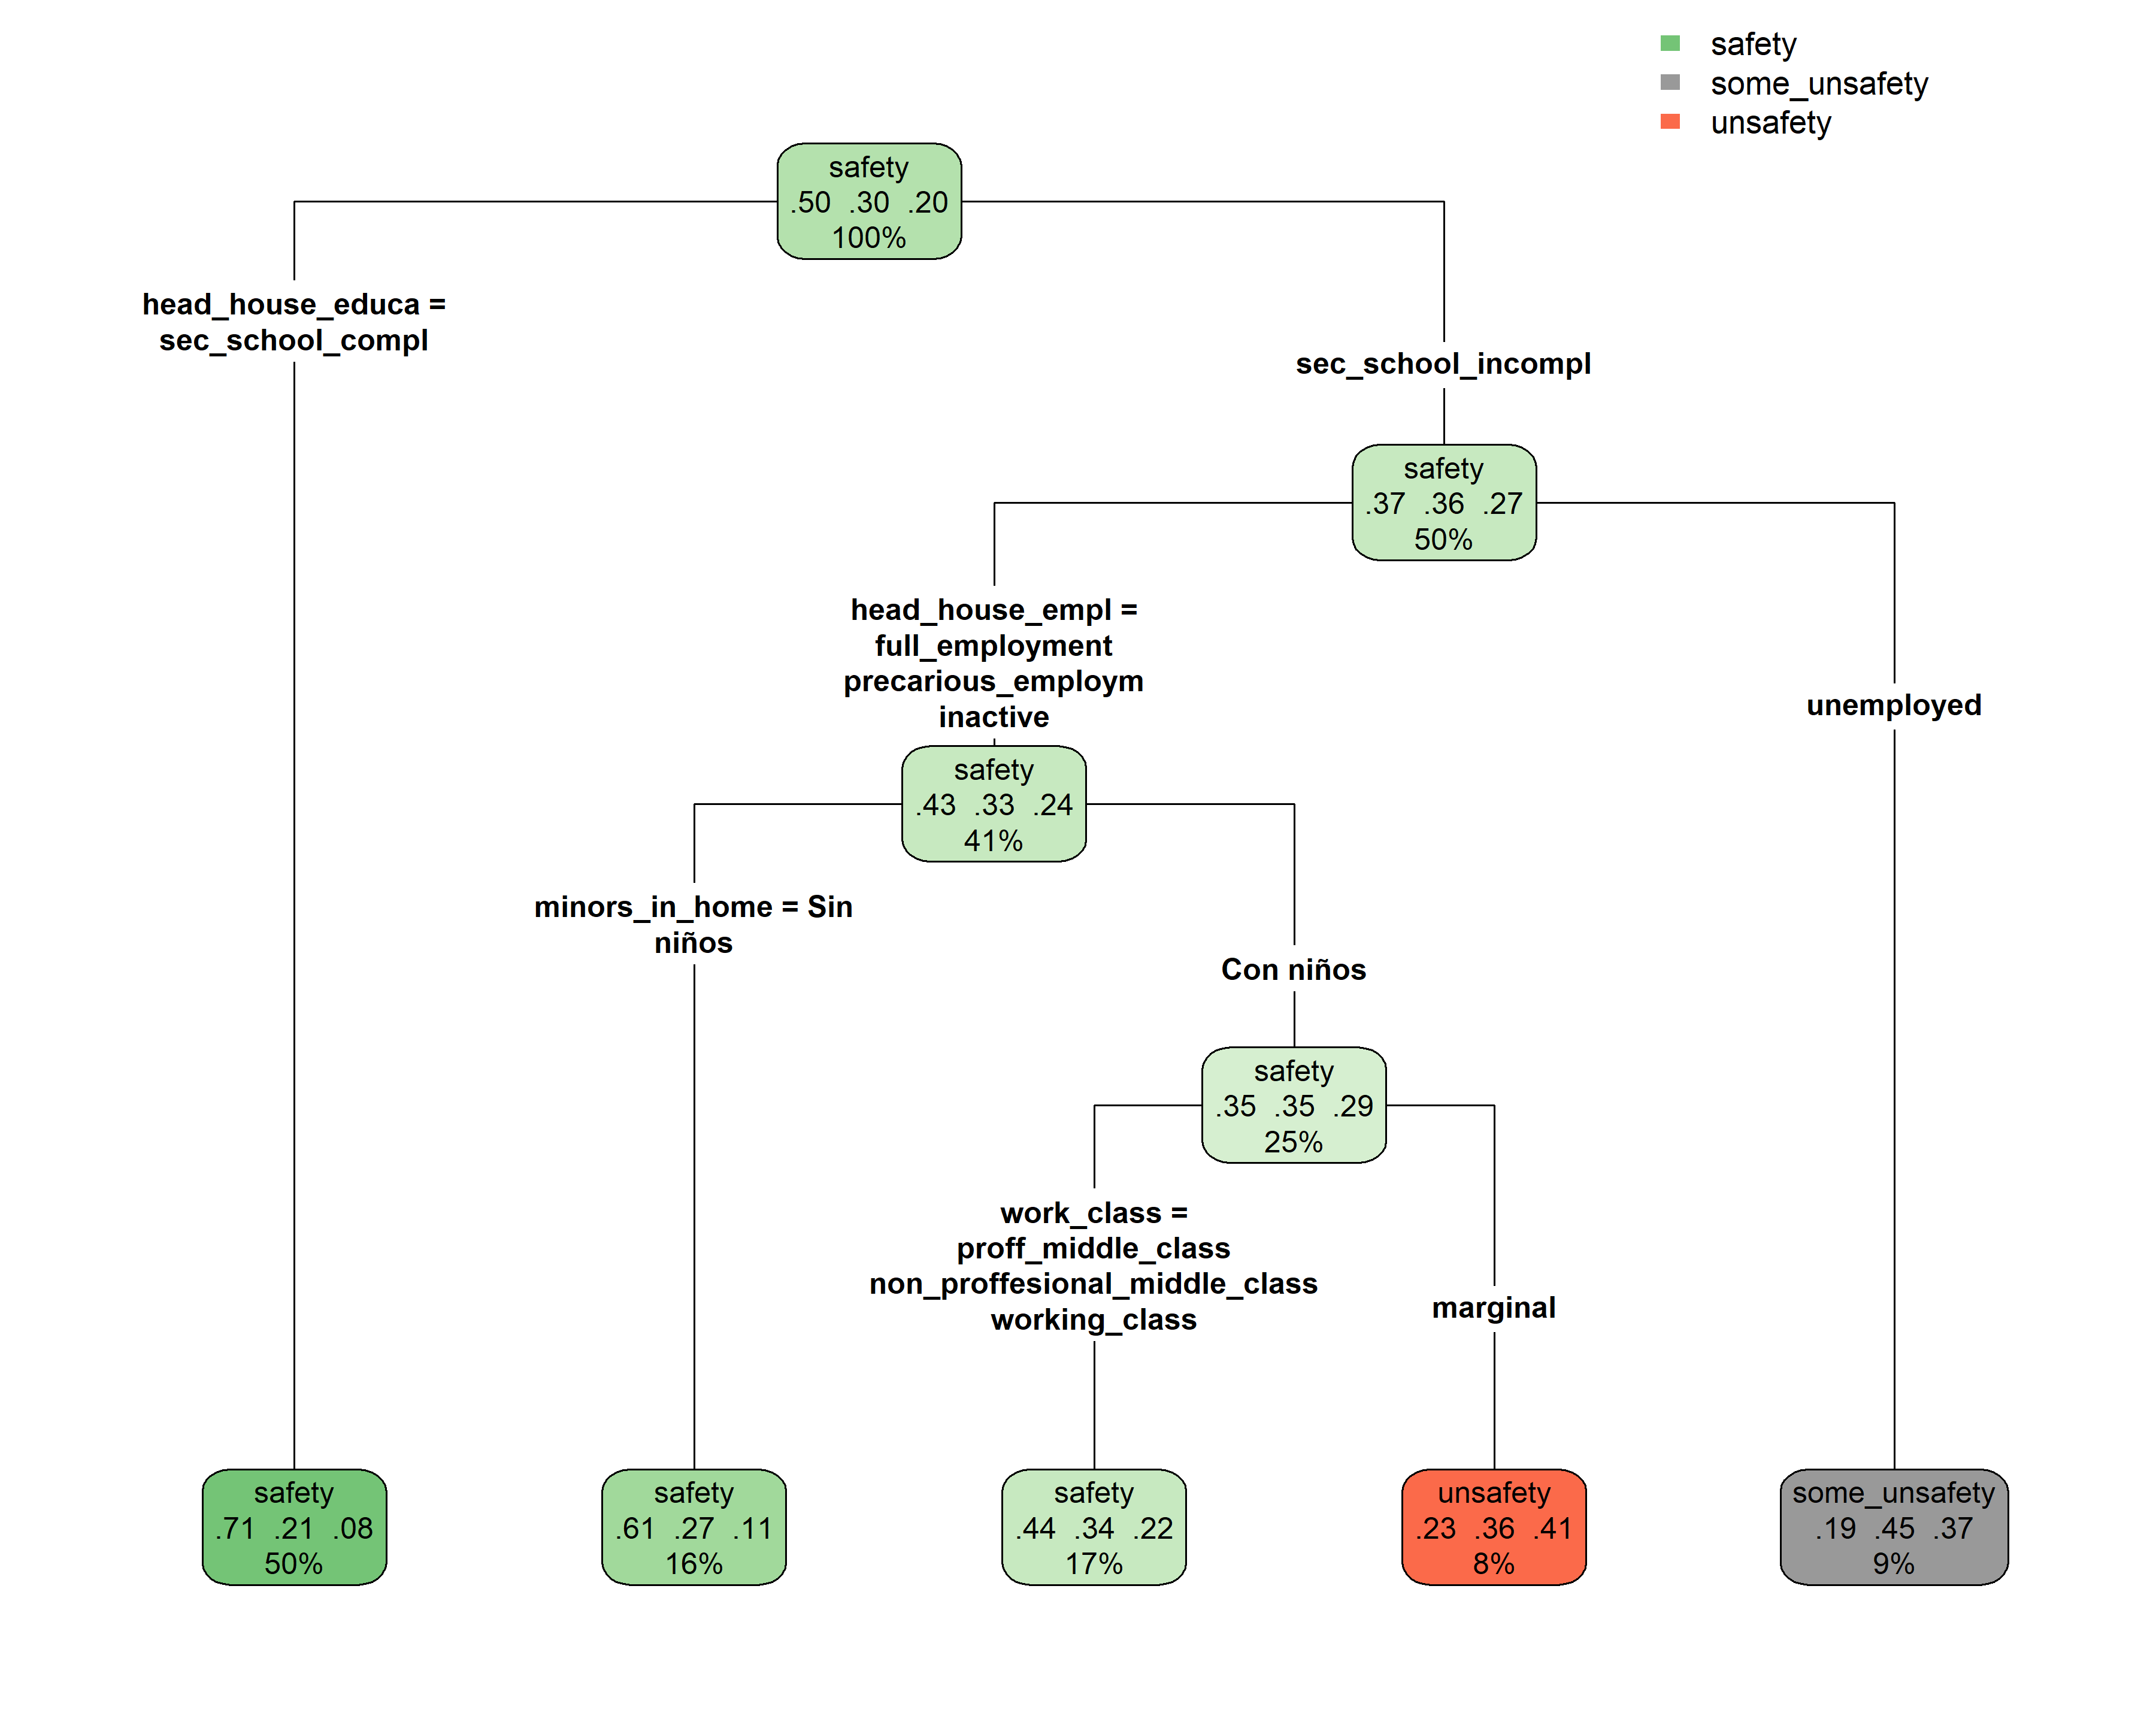 safety
some_unsafety
unsafety
safety
.50 .30 .20
100%
head_house_educa =
sec_school_compl
sec_school_incompl
safety
.37 .36 .27
50%
head_house_empl =
full_employment
precarious_employm
inactive
unemployed
safety
.43 .33 .24
41%
minors_in_home = Sin
niños
Con niños
safety
.35 .35 .29
25%
work_class =
proff_middle_class
non_proffesional_middle_class
working_class
marginal
safety
.71 .21 .08
50%
safety
.61 .27 .11
16%
safety
.44 .34 .22
17%
unsafety
.23 .36 .41
8%
some_unsafety
.19 .45 .37
9%